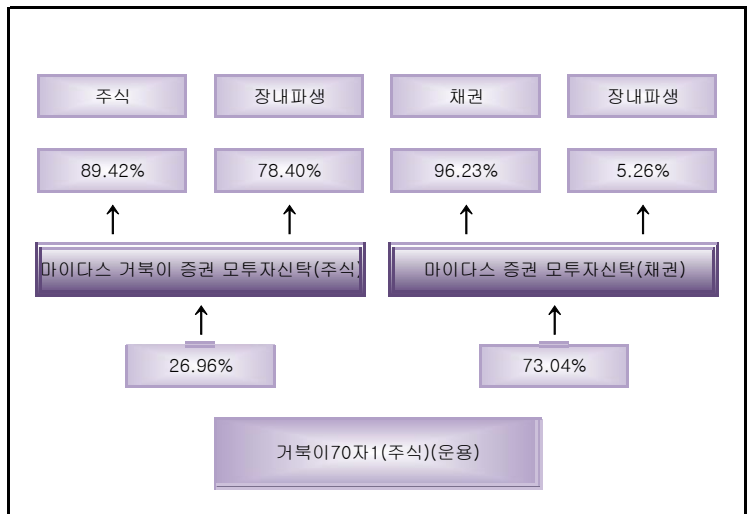 주식
장내파생
채권
장내파생
89.42%
78.40%
96.23%
5.26%
마이다스 거북이 증권 모투자신탁(주식)
마이다스 증권 모투자신탁(채권)
26.96%
73.04%
거북이70자1(주식)(운용)